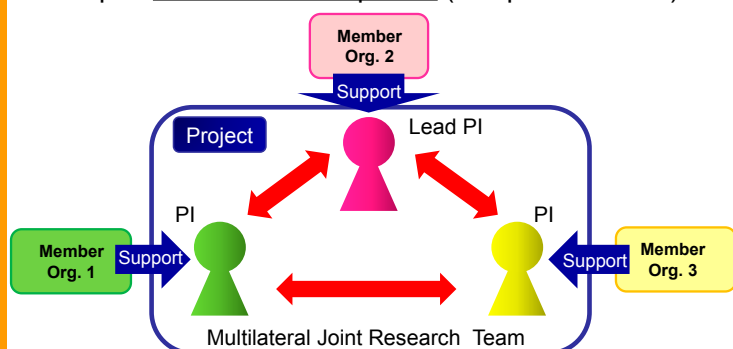 Member
Org. 2
Support
Project
Lead PI
PI
PI
Member
Org. 1
Support
Support
Member
Org. 3
Multilateral Joint Research Team